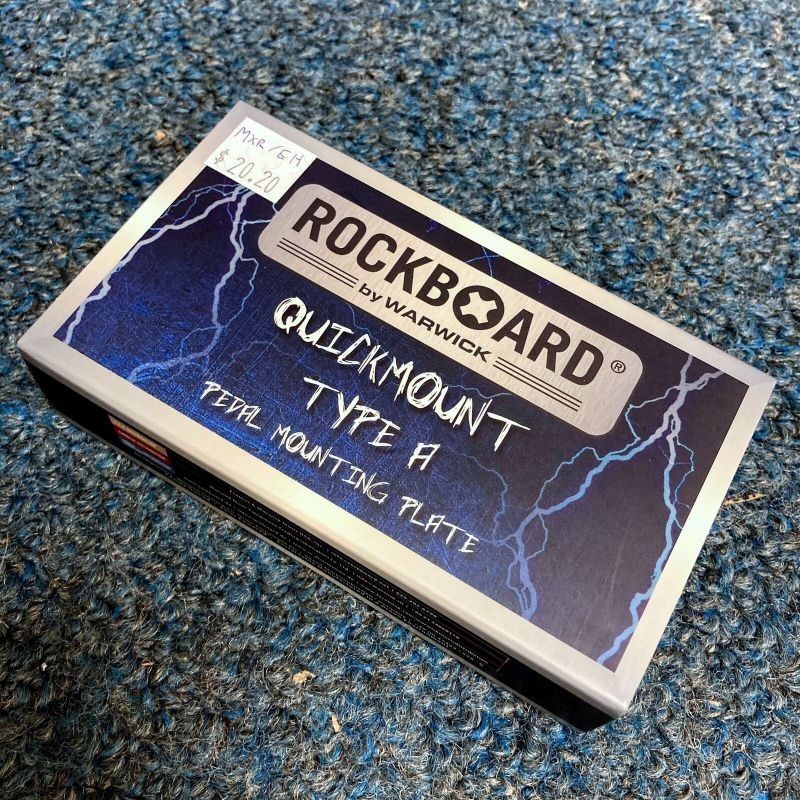 MXR/EH
$20.20
ROCKBOARD®
by WARWICK
QUICKMOUNT
TYPE A
PEDAL MOUNTING PLATE